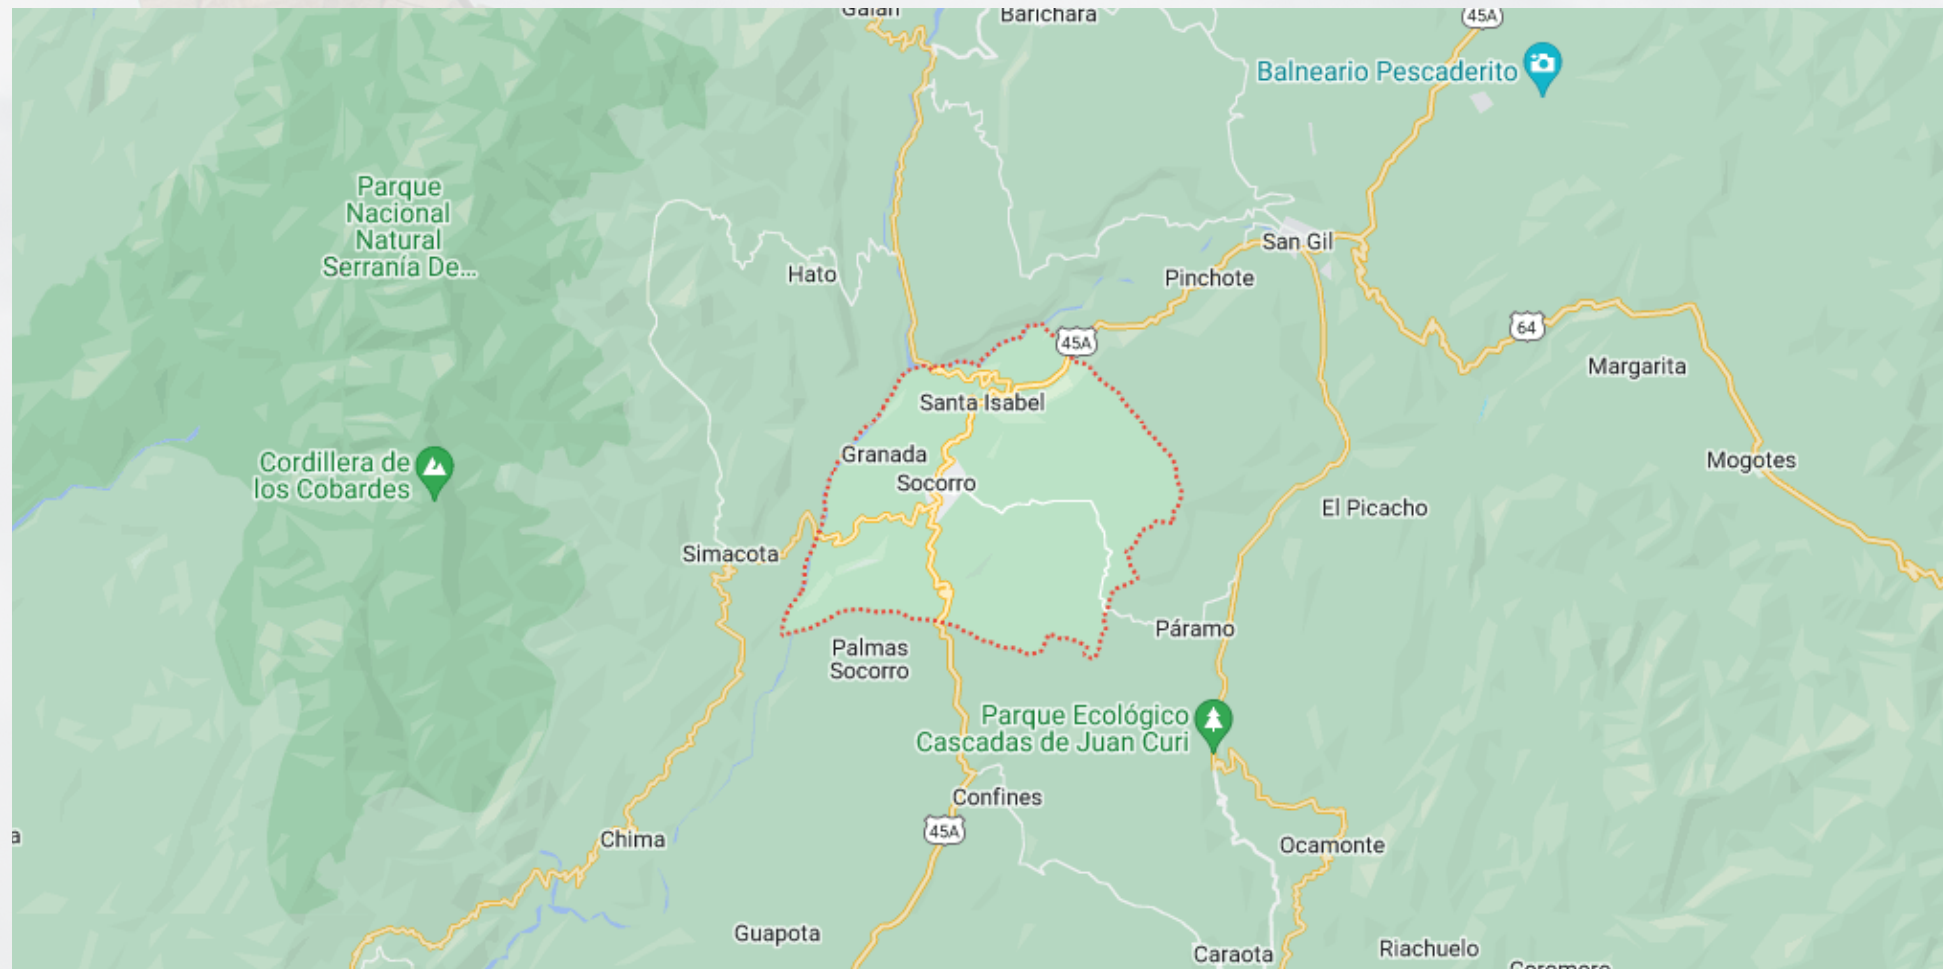 Galán
Barichara
45A
Balneario Pescaderito
Parque
Nacional
Natural
Serranía De...
San Gil
Hato
Pinchote
64
45A
Margarita
Santa Isabel
Granada
Cordillera de
los Cobardes
Mogotes
Socorro
El Picacho
Simacota
Páramo
Palmas
Socorro
Parque Ecológico
Cascadas de Juan Curi
Confines
45A
Chima
Ocamonte
Guapota
Riachuelo
Caraota